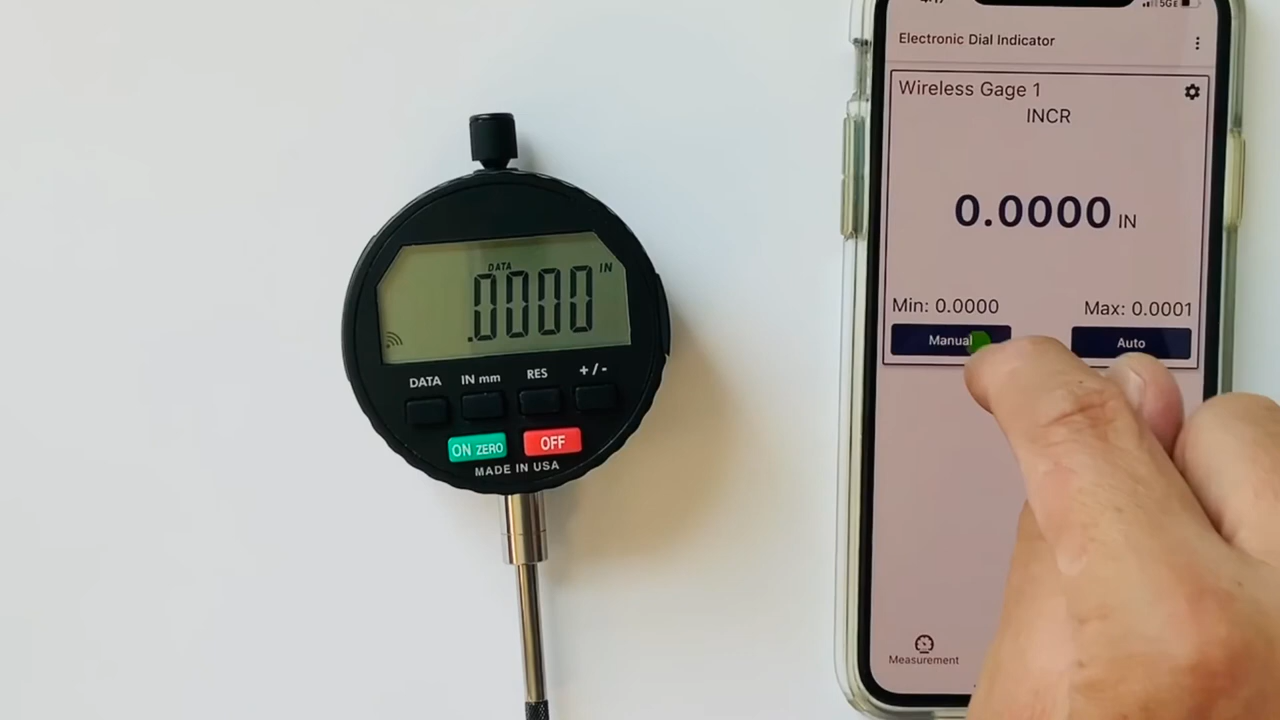 DATA
IN
.0000
DATA
IN mm
RES
+/-
ON ZERO
OFF
MADE IN USA
5GE
Electronic Dial Indicator
Wireless Gage 1
INCR
0.0000 IN
Min: 0.0000
Max: 0.0001
Manual
Auto
Measurement